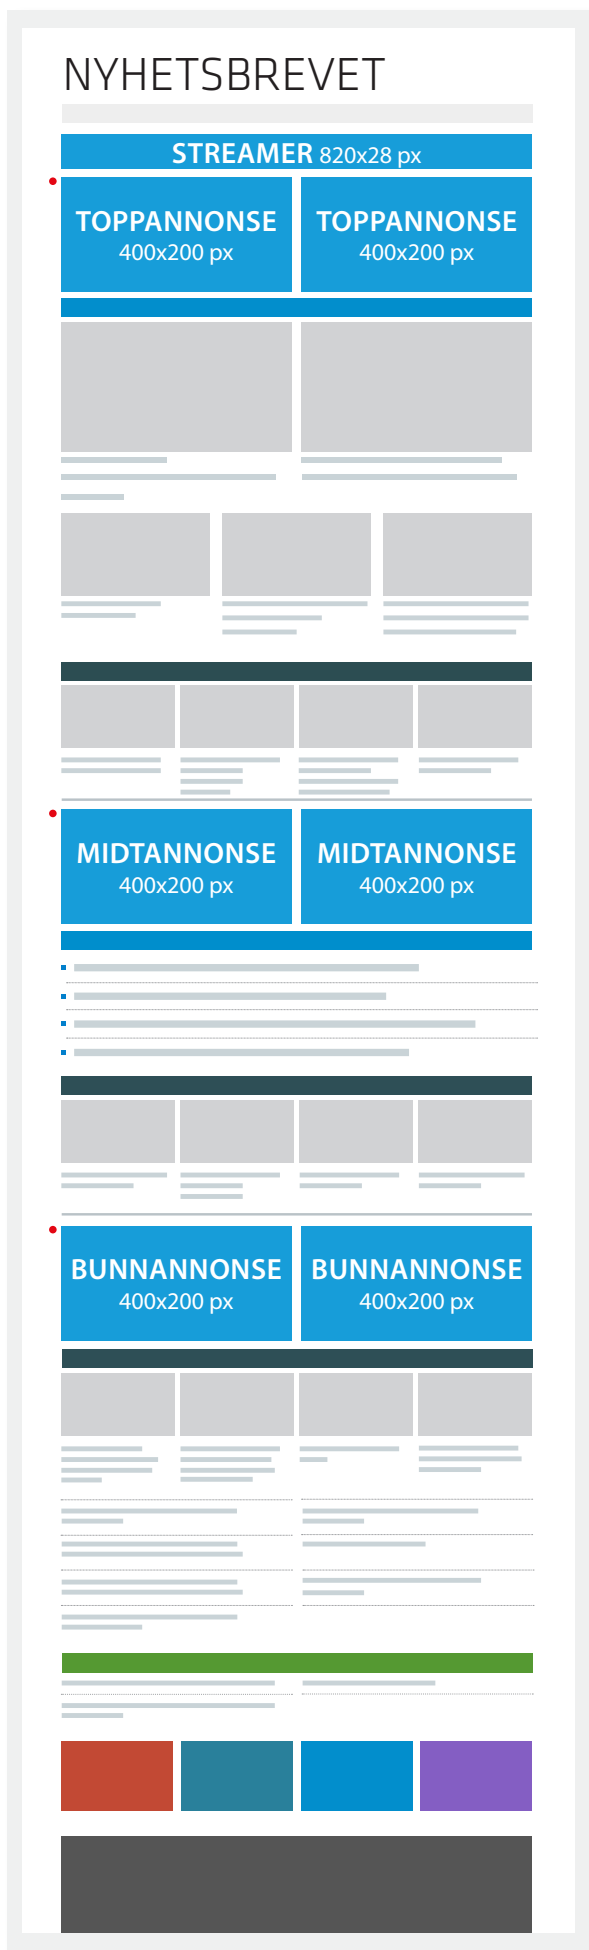 NYHETSBREVET
STREAMER 820x28 px
TOPPANNONSE TOPPANNONSE
400x200 px 400x200 px
MIDTANNONSE MIDTANNONSE
400x200 px 400x200 px
BUNNANNONSE BUNNANNONSE
400x200 px 400x200 px